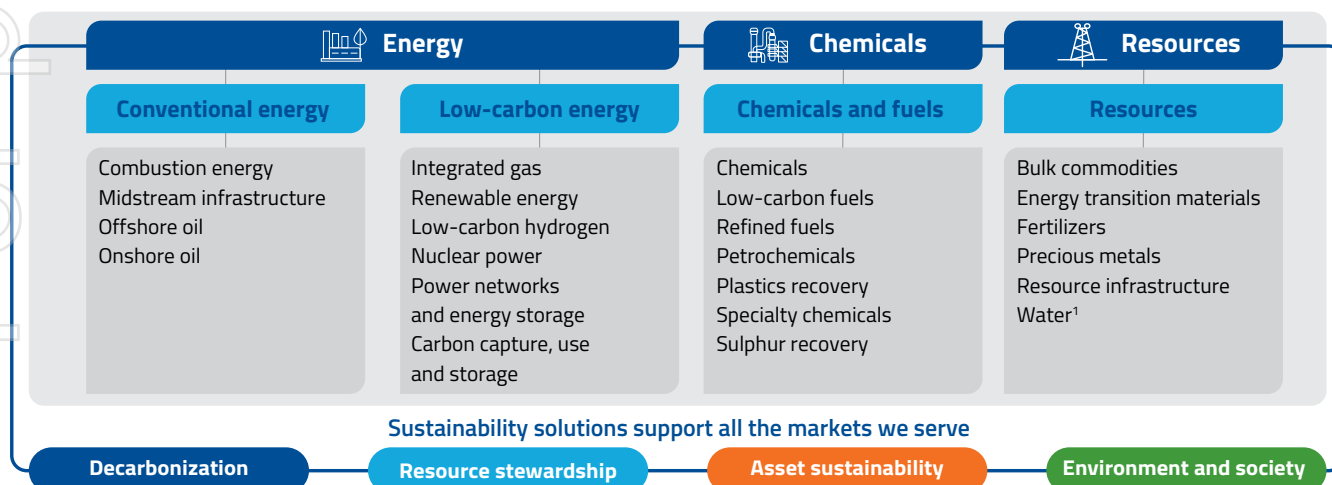 Energy
Chemicals
Resources
Conventional energy
Low-carbon energy
Chemicals and fuels
Resources
Combustion energy
Midstream infrastructure
Offshore oil
Onshore oil
Integrated gas
Renewable energy
Low-carbon hydrogen
Nuclear power
Power networks
and energy storage
Carbon capture, use
and storage
Chemicals
Low-carbon fuels
Refined fuels
Petrochemicals
Plastics recovery
Specialty chemicals
Sulphur recovery
Bulk commodities
Energy transition materials
Fertilizers
Precious metals
Resource infrastructure
Water¹
Sustainability solutions support all the markets we serve
Decarbonization
Resource stewardship
Asset sustainability
Environment and society